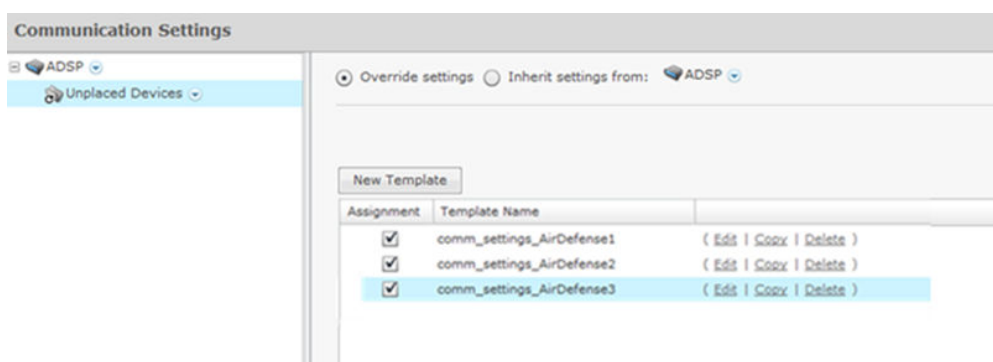 Communication Settings
ADSP
Unplaced Devices
Override settings Inherit settings from: ADSP
New Template
Assignment Template Name
comm_settings_AirDefense1 ( Edit | Copy | Delete )
comm_settings_AirDefense2 ( Edit | Copy | Delete )
comm_settings_AirDefense3 ( Edit | Copy | Delete )